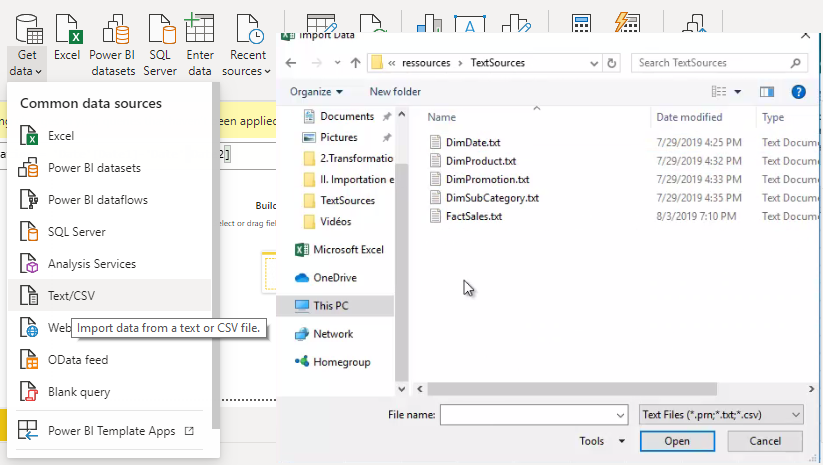 Get data
Excel
Power BI datasets
SQL Server
Enter data
Recent sources
Common data sources
Excel
Power BI datasets
Power BI dataflows
SQL Server
Analysis Services
Text/CSV
Web
Import data from a text or CSV file.
OData feed
Blank query
Power BI Template Apps
een applied
2]
Buil
elect or drag fiel
Import Data
« ressources > TextSources
Search TextSources
Organize
New folder
Documents
Pictures
2.Transformatio
II. Importation e
TextSources
Vidéos
Microsoft Excel
OneDrive
This PC
Network
Homegroup
Name Date modified Type
DimDate.txt 7/29/2019 4:25 PM Text Docume
DimProduct.txt 7/29/2019 4:32 PM Text Docume
DimPromotion.txt 7/29/2019 4:33 PM Text Docume
DimSubCategory.txt 7/29/2019 4:35 PM Text Docume
FactSales.txt 8/3/2019 7:10 PM Text Docume
File name:
Text Files (*.prn;*.txt;*.csv)
Tools
Open
Cancel